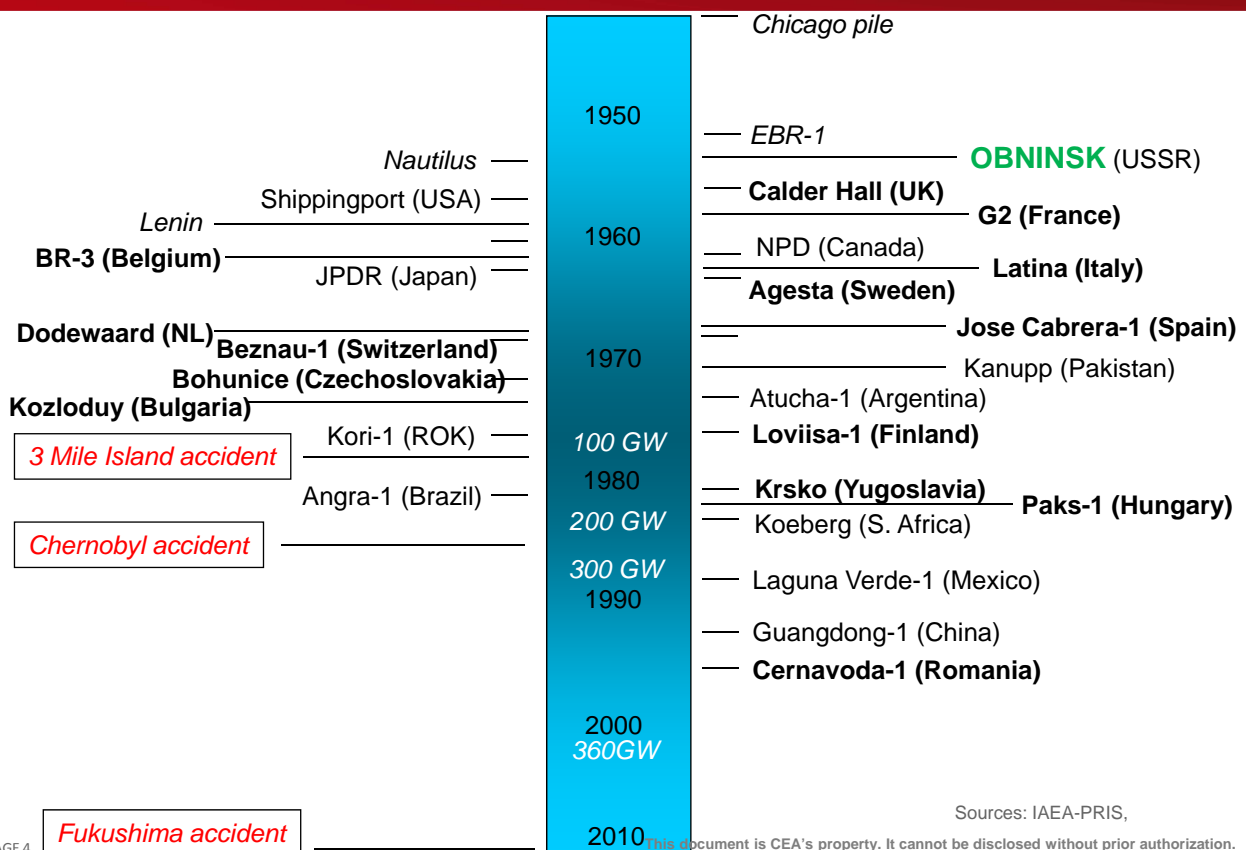 Chicago pile
1950
EBR-1
Nautilus
OBNINSK (USSR)
Shippingport (USA)
Calder Hall (UK)
Lenin
G2 (France)
1960
BR-3 (Belgium)
NPD (Canada)
JPDR (Japan)
Latina (Italy)
Agesta (Sweden)
Dodewaard (NL)
Jose Cabrera-1 (Spain)
Beznau-1 (Switzerland)
1970
Kanupp (Pakistan)
Bohunice (Czechoslovakia)
Kozloduy (Bulgaria)
Atucha-1 (Argentina)
Kori-1 (ROK)
100 GW
Loviisa-1 (Finland)
3 Mile Island accident
1980
Angra-1 (Brazil)
Krsko (Yugoslavia)
Paks-1 (Hungary)
200 GW
Koeberg (S. Africa)
Chernobyl accident
300 GW
Laguna Verde-1 (Mexico)
1990
Guangdong-1 (China)
Cernavoda-1 (Romania)
2000
360GW
Sources: IAEA-PRIS,
Fukushima accident
2010
This document is CEA's property. It cannot be disclosed without prior authorization.